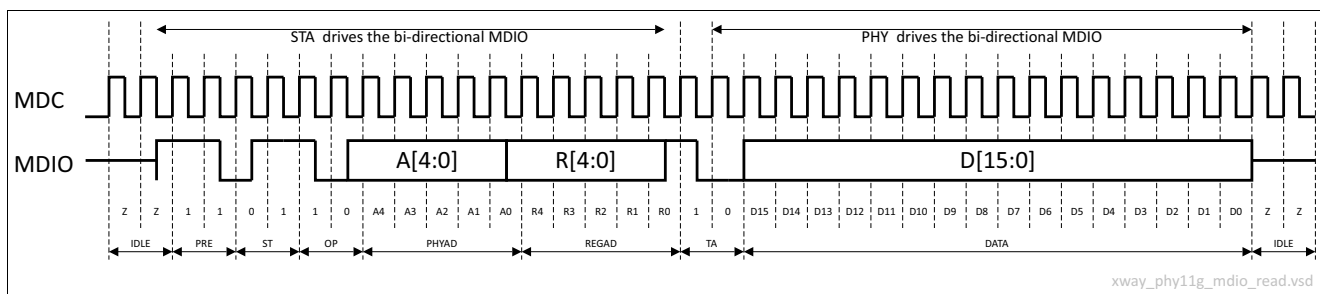 STA drives the bi-directional MDIO PHY drives the bi-directional MDIO
MDC
MDIO A[4:0] R[4:0] D[15:0]
Z Z 1 1 0 1 1 0 A4 A3 A2 A1 A0 R4 R3 R2 R1 R0 1 0 D15 D14 D13 D12 D11 D10 D9 D8 D7 D6 D5 D4 D3 D2 D1 D0 Z Z
IDLE PRE ST OP PHYAD REGAD TA DATA IDLE
xway_phy11g_mdio_read.vsd